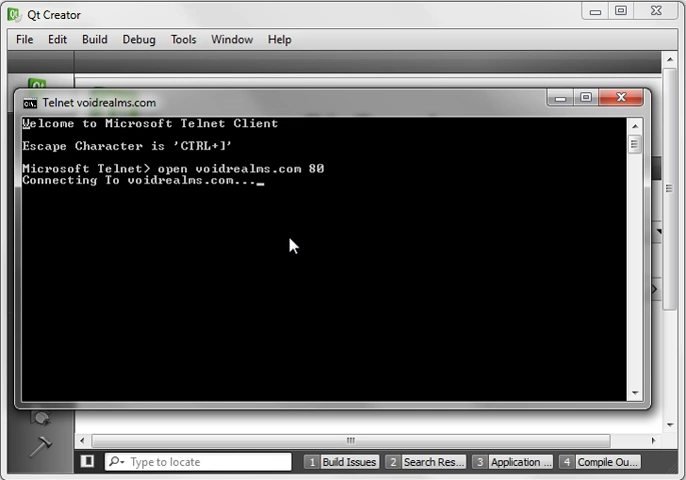 Qt Creator
File Edit Build Debug Tools Window Help
Telnet voidrealms.com
Welcome to Microsoft Telnet Client
Escape Character is 'CTRL+]'
Microsoft Telnet> open voidrealms.com 80
Connecting To voidrealms.com..._
Type to locate 1 Build Issues 2 Search Res... 3 Application ... 4 Compile Ou...